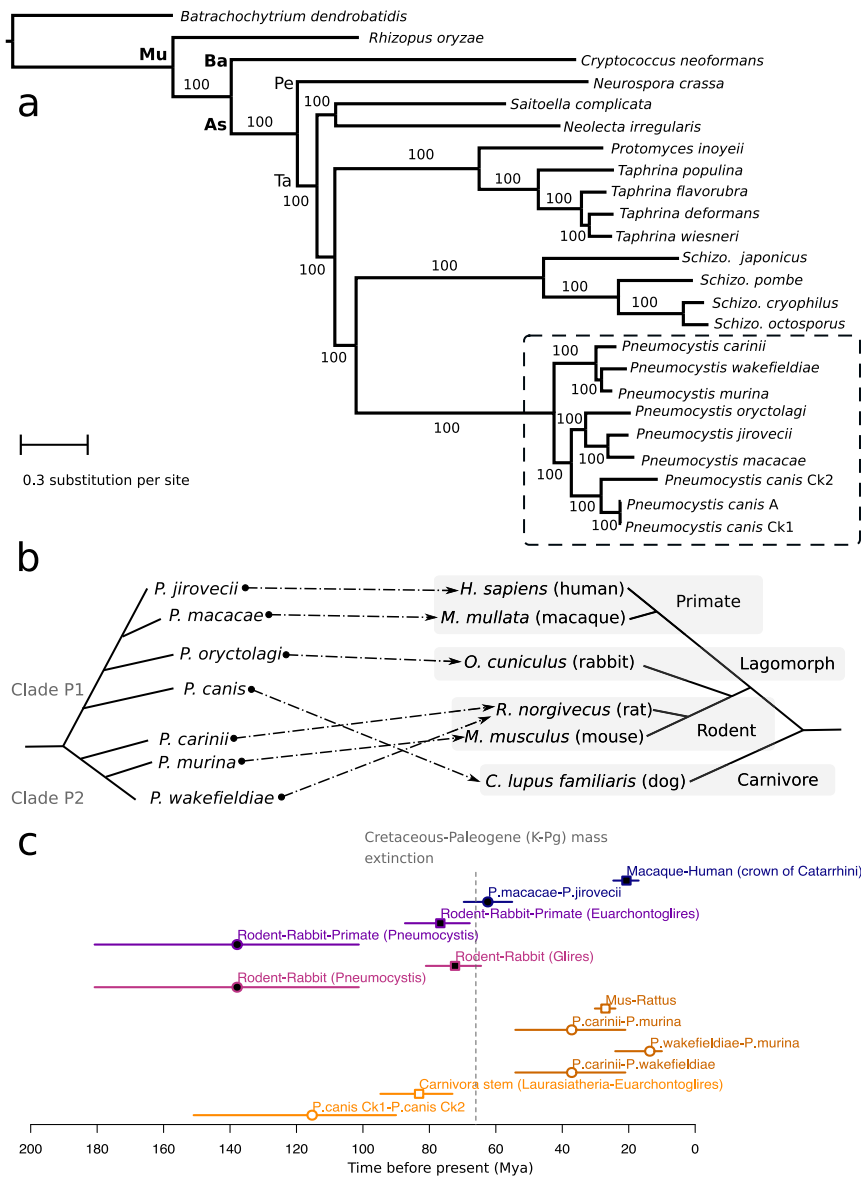 Batrachochytrium dendrobatidis
Rhizopus oryzae
Mu
100
Ba
Cryptococcus neoformans
a
Pe
Neurospora crassa
As
100
Saitoella complicata
100
Neolecta irregularis
Protomyces inoyeii
100
Ta
100
Taphrina populina
100
Taphrina flavorubra
100
Taphrina deformans
100
Taphrina wiesneri
100
Schizo. japonicus
100
Schizo. pombe
100
Schizo. cryophilus
100
Schizo. octosporus
100
Pneumocystis carinii
100
Pneumocystis wakefieldiae
Pneumocystis murina
Pneumocystis oryctolagi
100
100
Pneumocystis jirovecii
100
Pneumocystis macacae
100
Pneumocystis canis Ck2
Pneumocystis canis A
100
Pneumocystis canis Ck1
0.3 substitution per site
b
P. jirovecii
P. macacae
P. oryctolagi
P. canis
P. carinii
P. murina
P. wakefieldiae
Clade P1
Clade P2
H. sapiens (human)
M. mullata (macaque)
O. cuniculus (rabbit)
R. norgivecus (rat)
M. musculus (mouse)
C. lupus familiaris (dog)
Primate
Lagomorph
Rodent
Carnivore
c
Cretaceous-Paleogene (K-Pg) mass
extinction
Macaque-Human (crown of Catarrhini)
P.macacae-P.jirovecii
Rodent-Rabbit-Primate (Euarchontoglires)
Rodent-Rabbit-Primate (Pneumocystis)
Rodent-Rabbit (Glires)
Rodent-Rabbit (Pneumocystis)
Mus-Rattus
P.carinii-P.murina
P.wakefieldiae-P.murina
P.carinii-P.wakefieldiae
Carnivora stem (Laurasiatheria-Euarchontoglires)
P.canis Ck1-P.canis Ck2
200 180 160 140 120 100 80 60 40 20 0
Time before present (Mya)